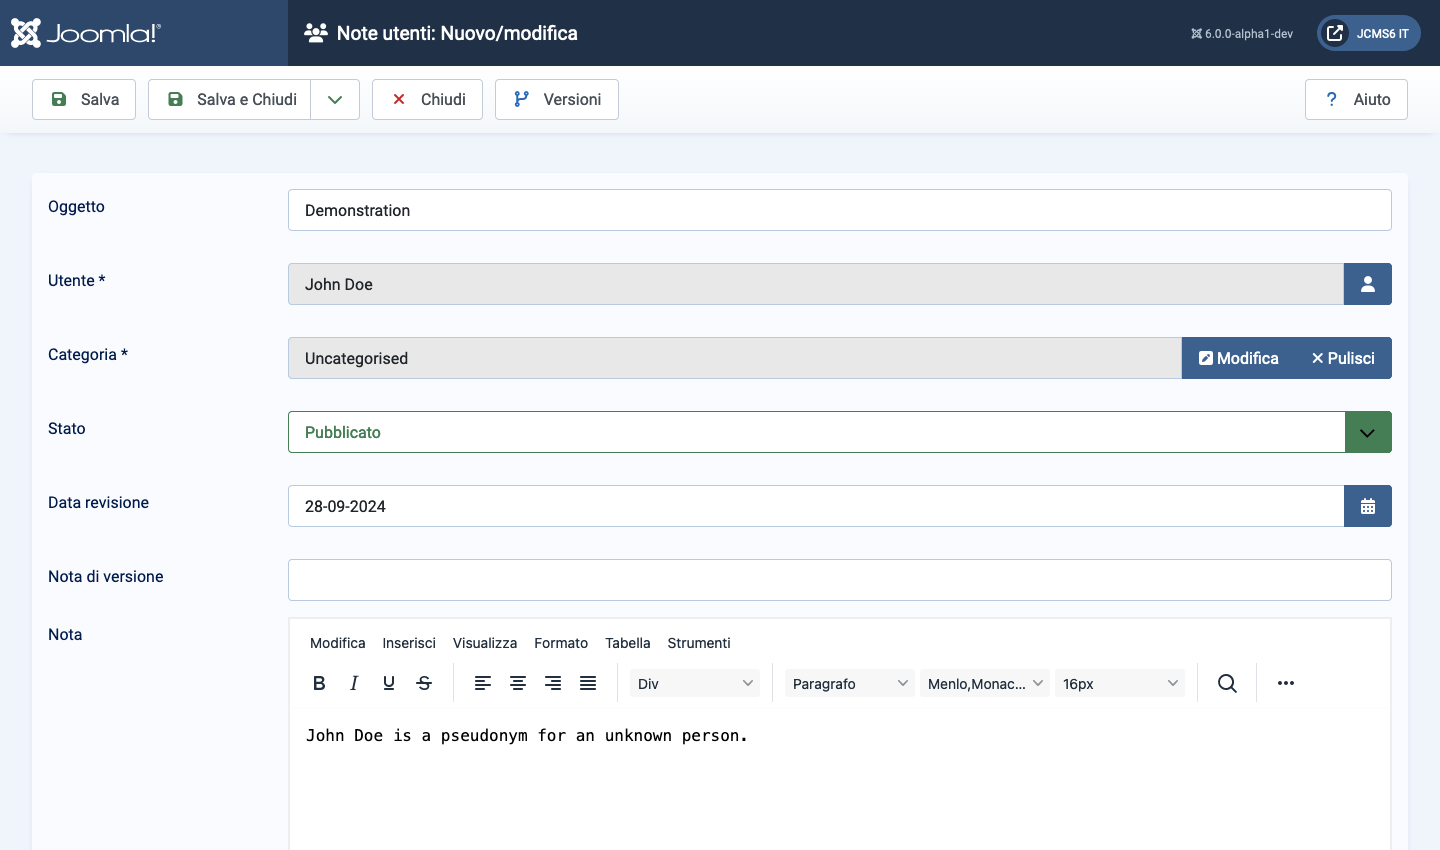 Joomla!®
Note utenti: Nuovo/modifica
6.0.0-alpha1-dev
JCMS6 IT
Salva
Salva e Chiudi
Chiudi
Versioni
? Aiuto
Oggetto
Demonstration
Utente *
John Doe
Categoria *
Uncategorised
Modifica
Pulisci
Stato
Pubblicato
Data revisione
28-09-2024
Nota di versione
Nota
Modifica Inserisci Visualizza Formato Tabella Strumenti
B I U S Div Paragrafo Menlo,Monac... 16px
John Doe is a pseudonym for an unknown person.